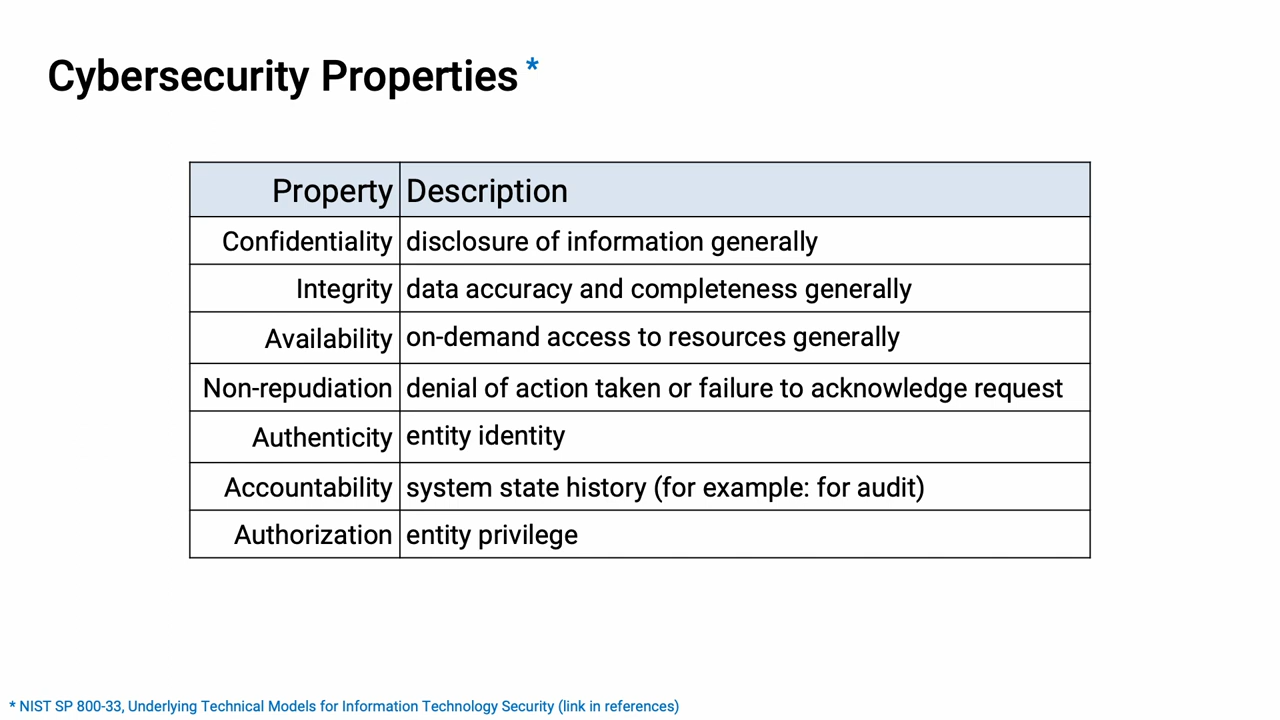 Cybersecurity Properties *
Property Description
Confidentiality disclosure of information generally
Integrity data accuracy and completeness generally
Availability on-demand access to resources generally
Non-repudiation denial of action taken or failure to acknowledge request
Authenticity entity identity
Accountability system state history (for example: for audit)
Authorization entity privilege
* NIST SP 800-33, Underlying Technical Models for Information Technology Security (link in references)